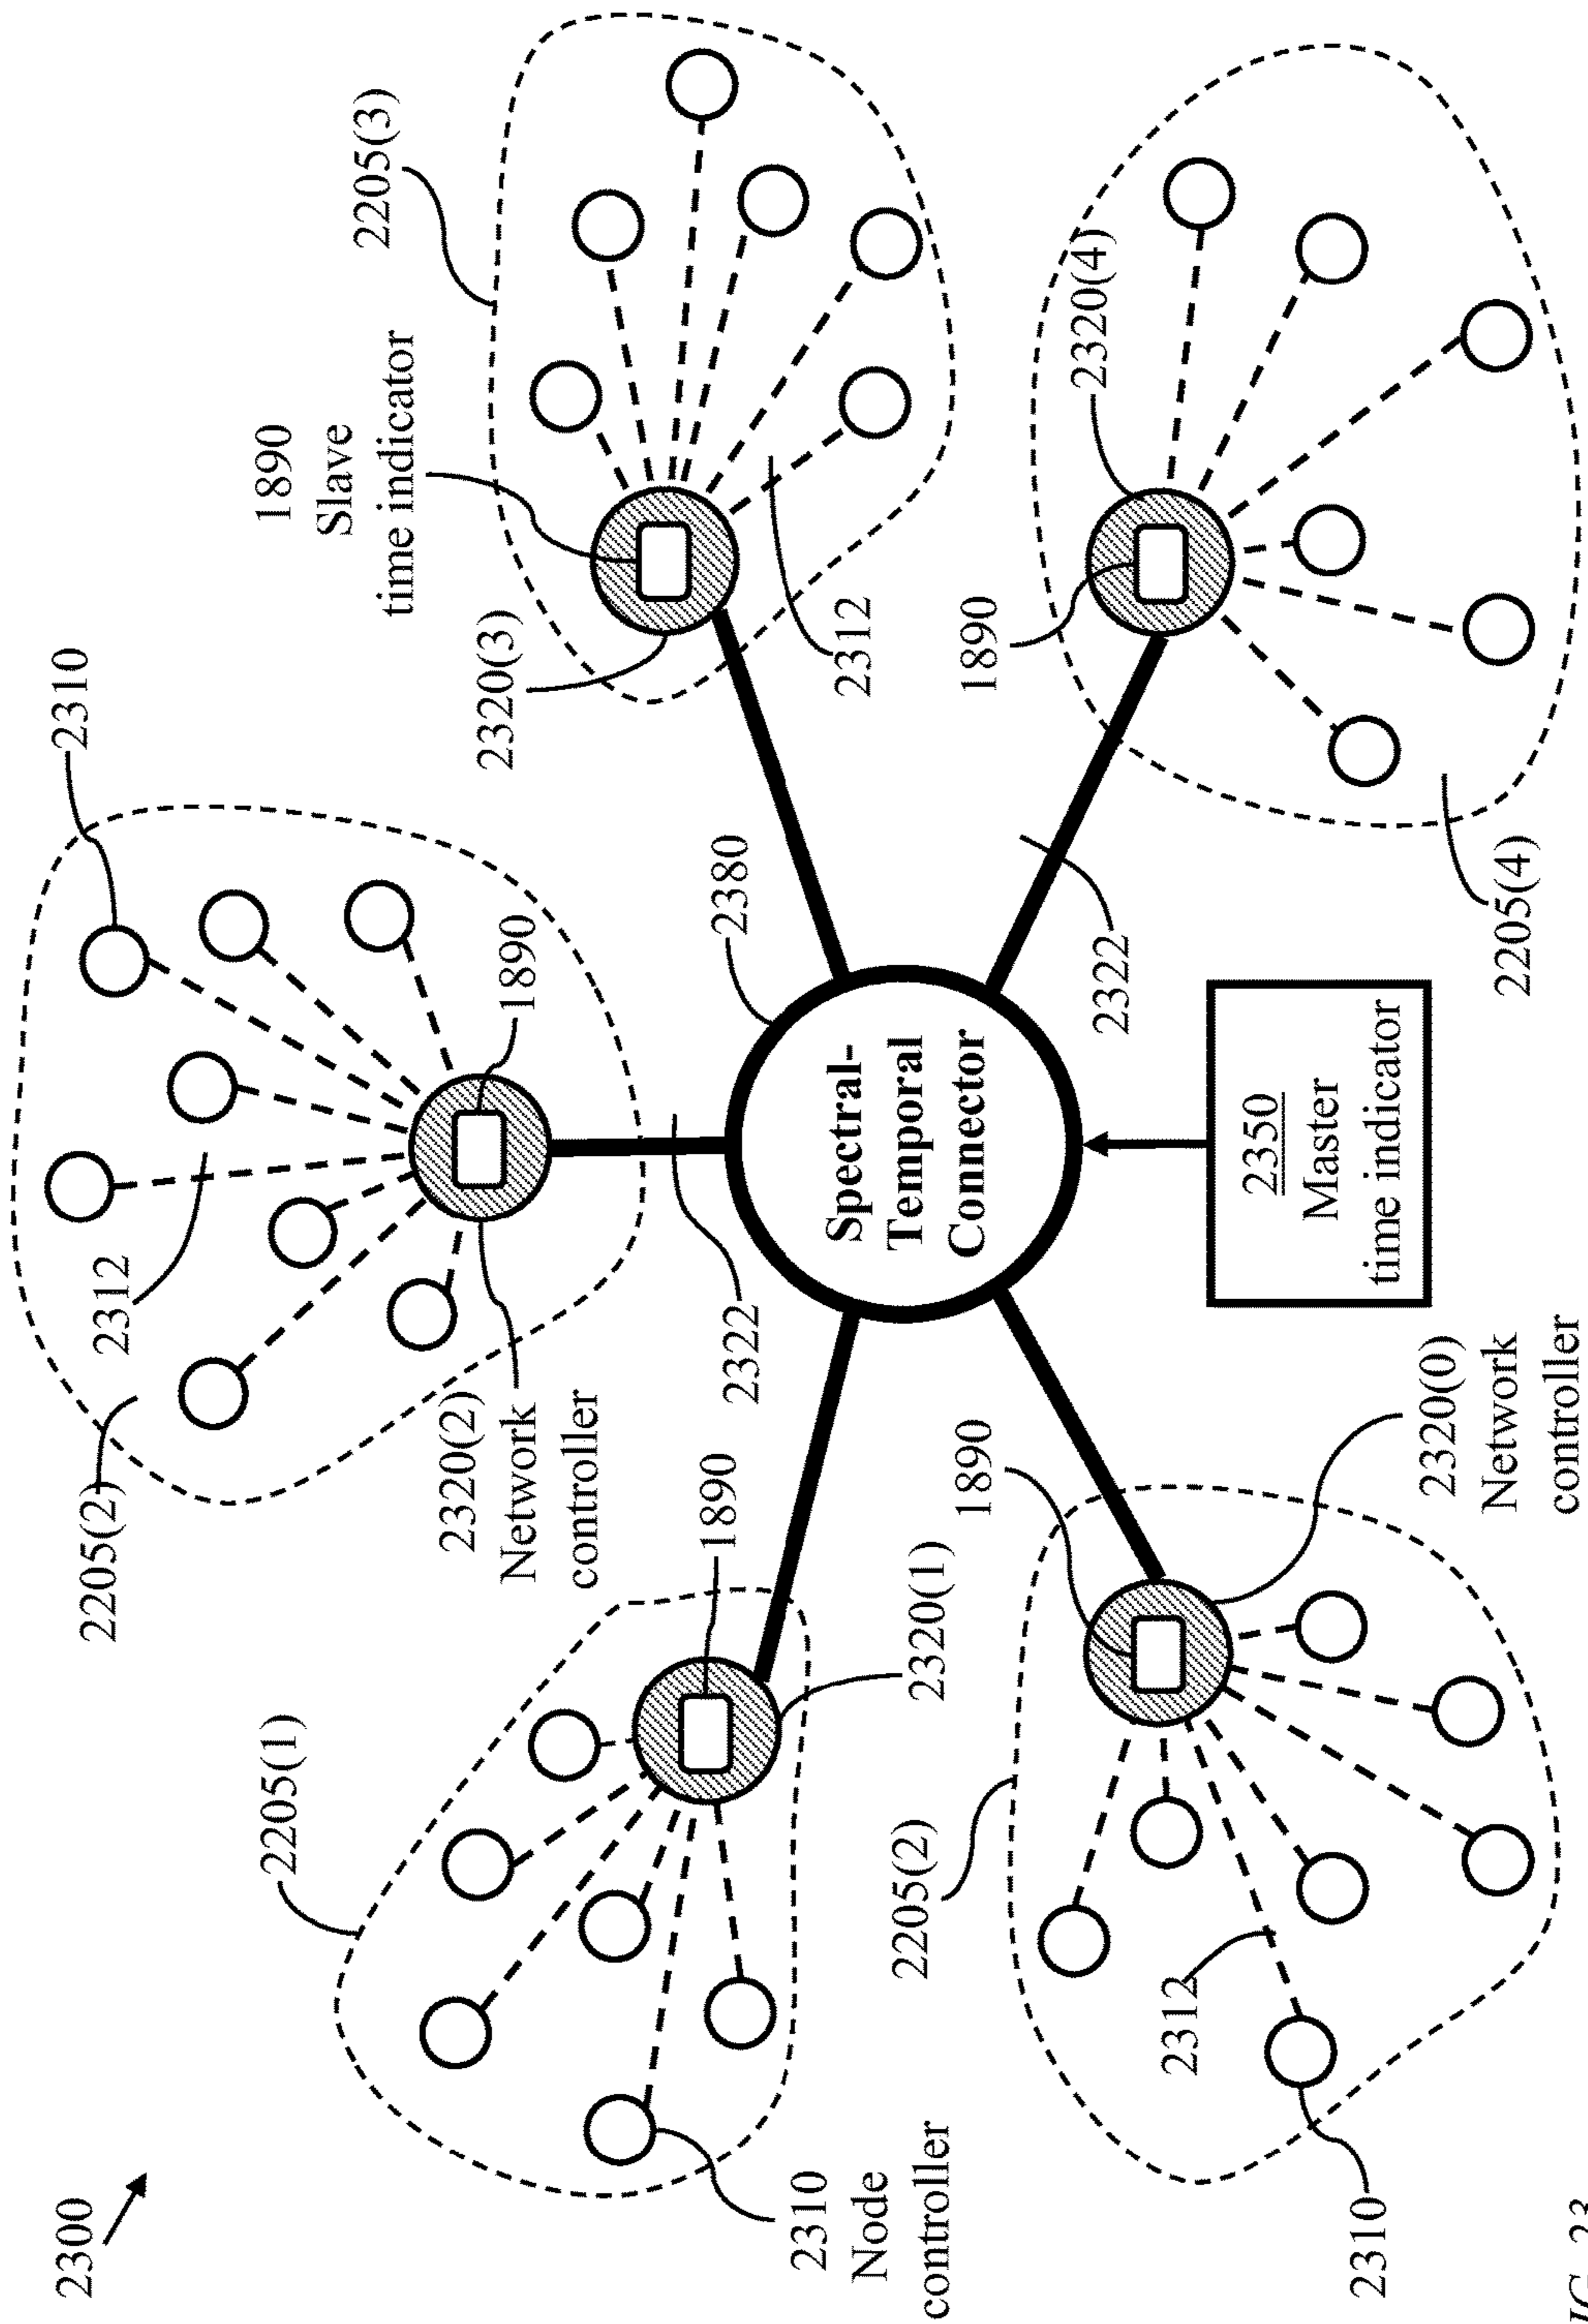 2300
2310
2205(2)
2312
2205(1)
1890
Slave
time indicator
2205(3)
2320(2)
Network
controller
1890
2320(3)
1890
2322
2380
2312
2310
Node
controller
2320(1)
Spectral-
Temporal
Connector
2205(2)
1890
1890
2320(4)
2322
2312
2350
Master
time indicator
2310
2320(0)
Network
controller
2205(4)